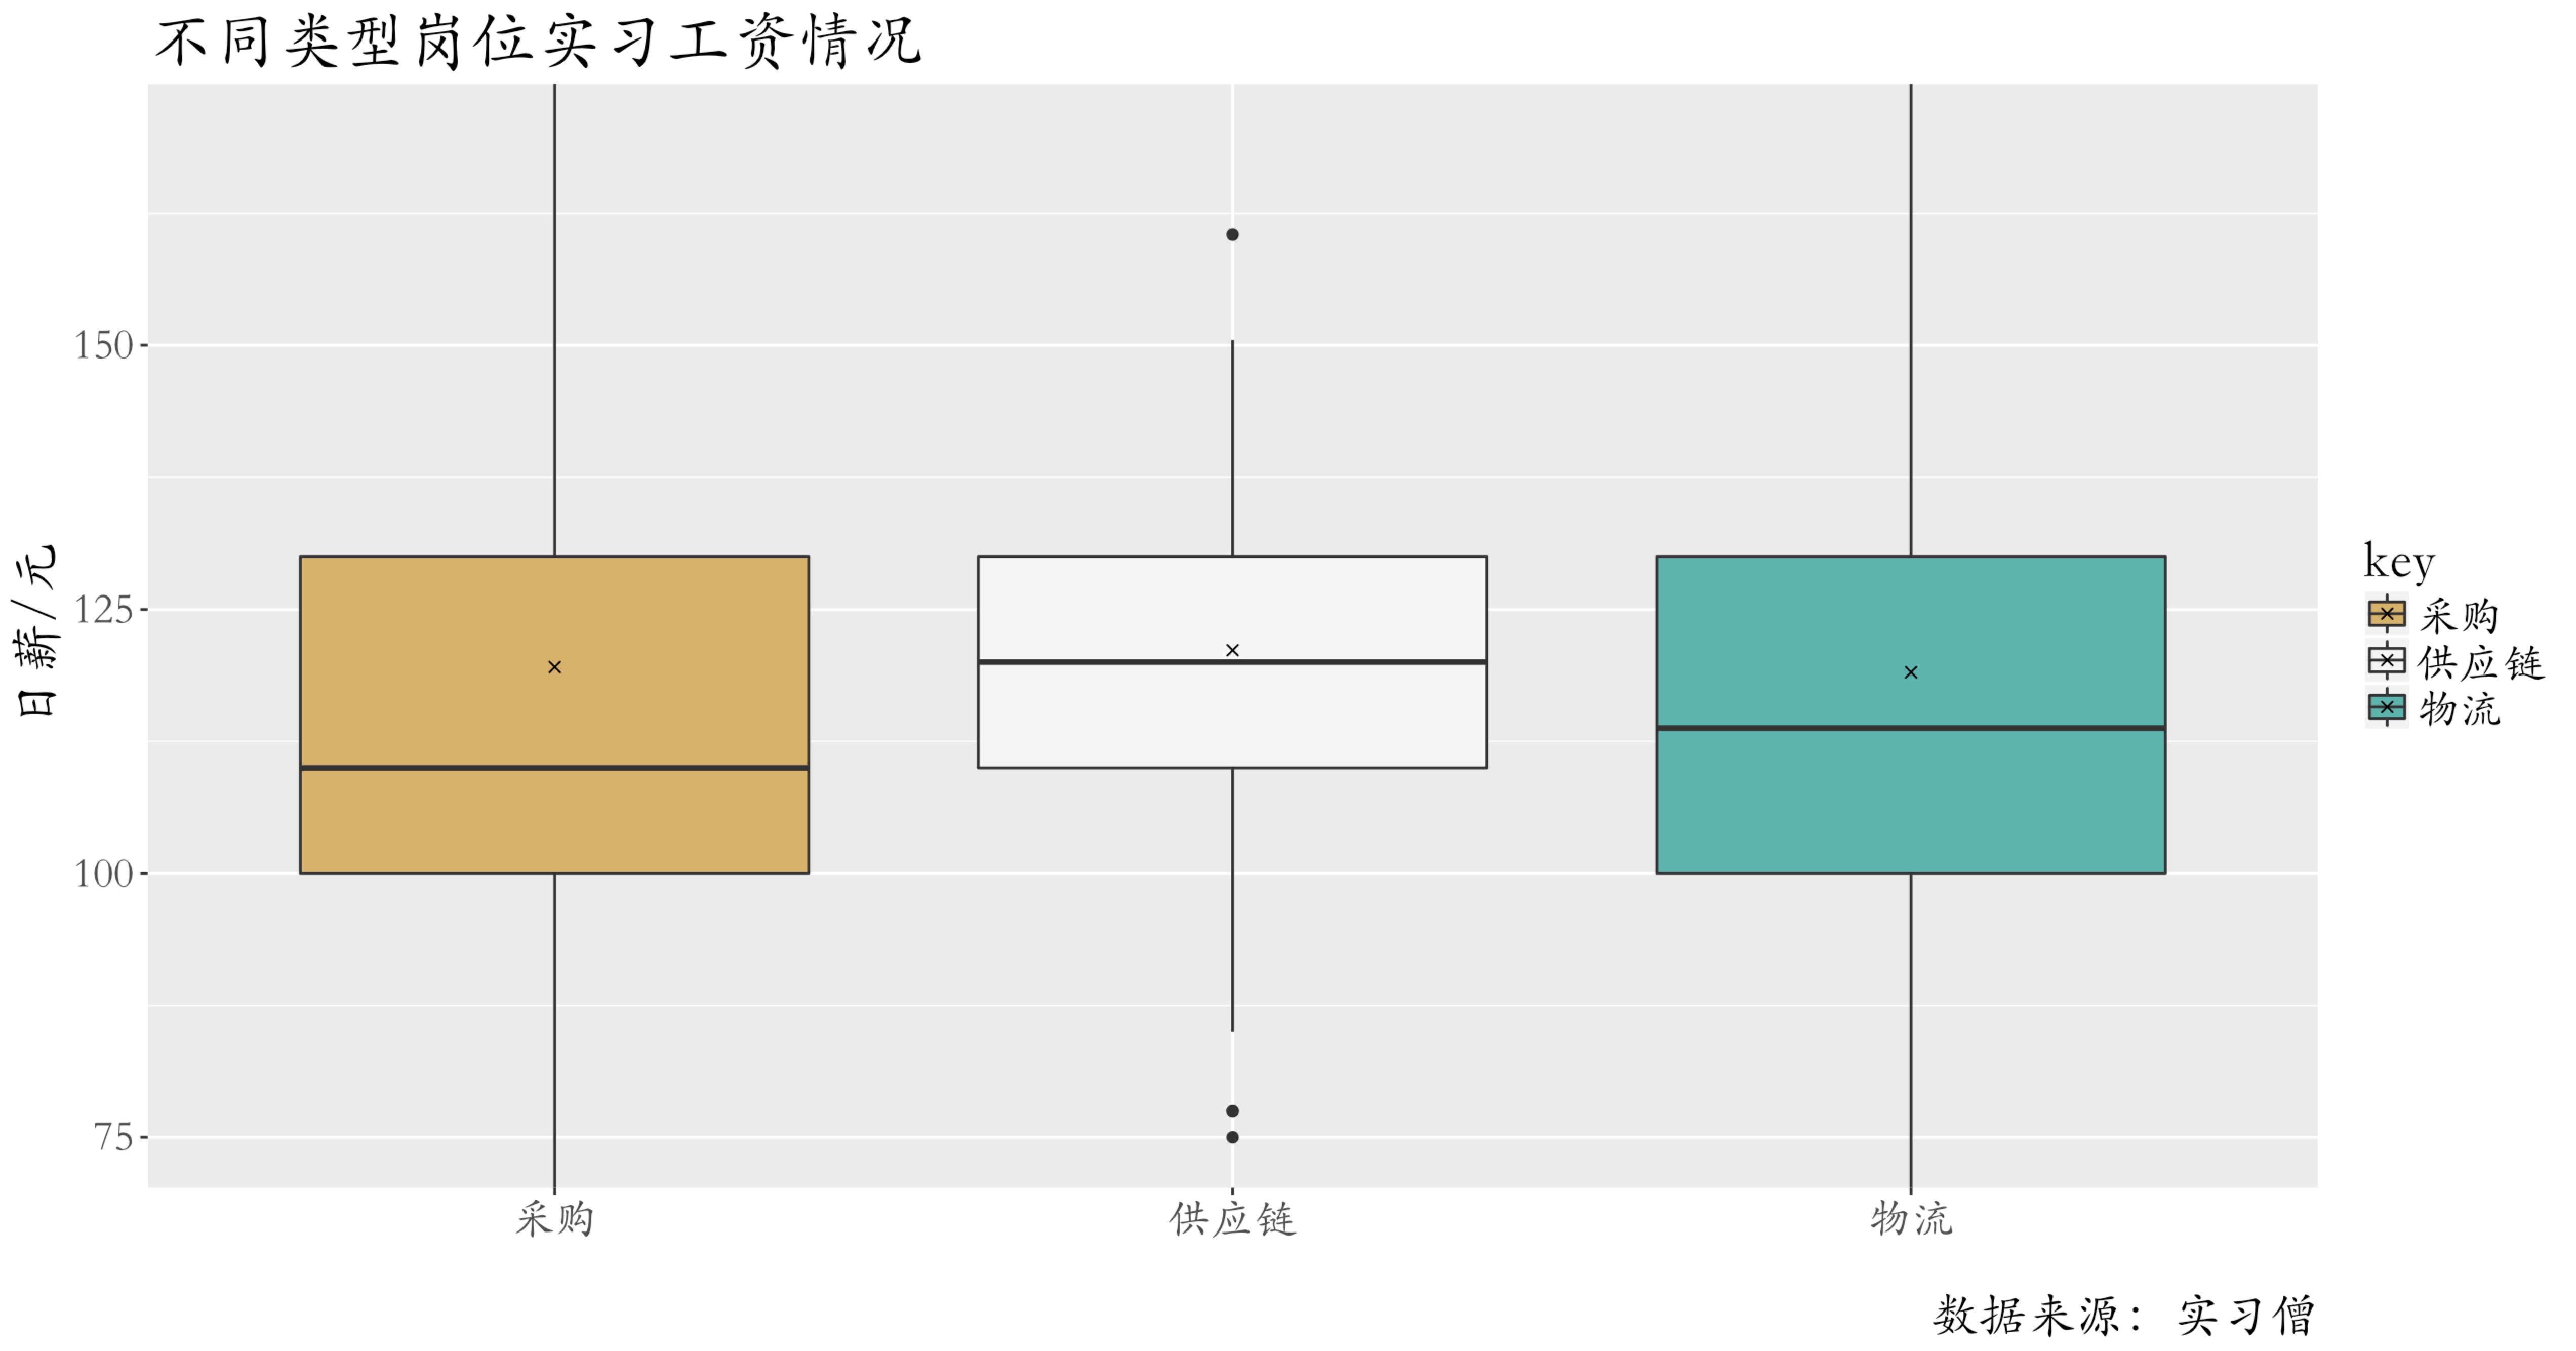 不同类型岗位实习工资情况
日薪/元
150
125
100
75
采购
供应链
物流
key
采购
供应链
物流
数据来源：实习僧